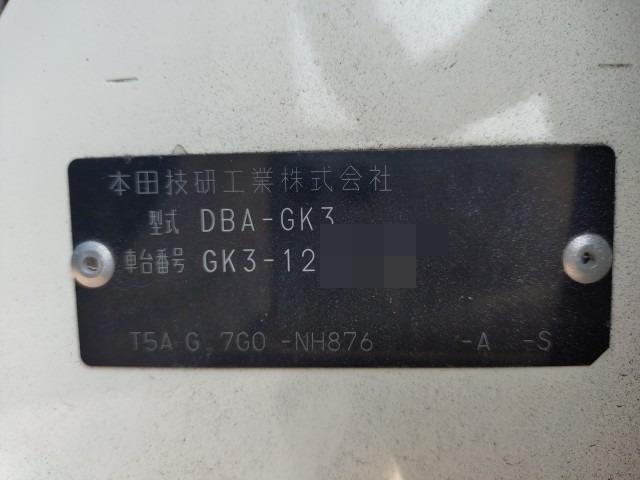 本田技研工業株式会社
型式 DBA-GK3
車台番号 GK3-12
T5A G 7G0 -NH876 -A -S